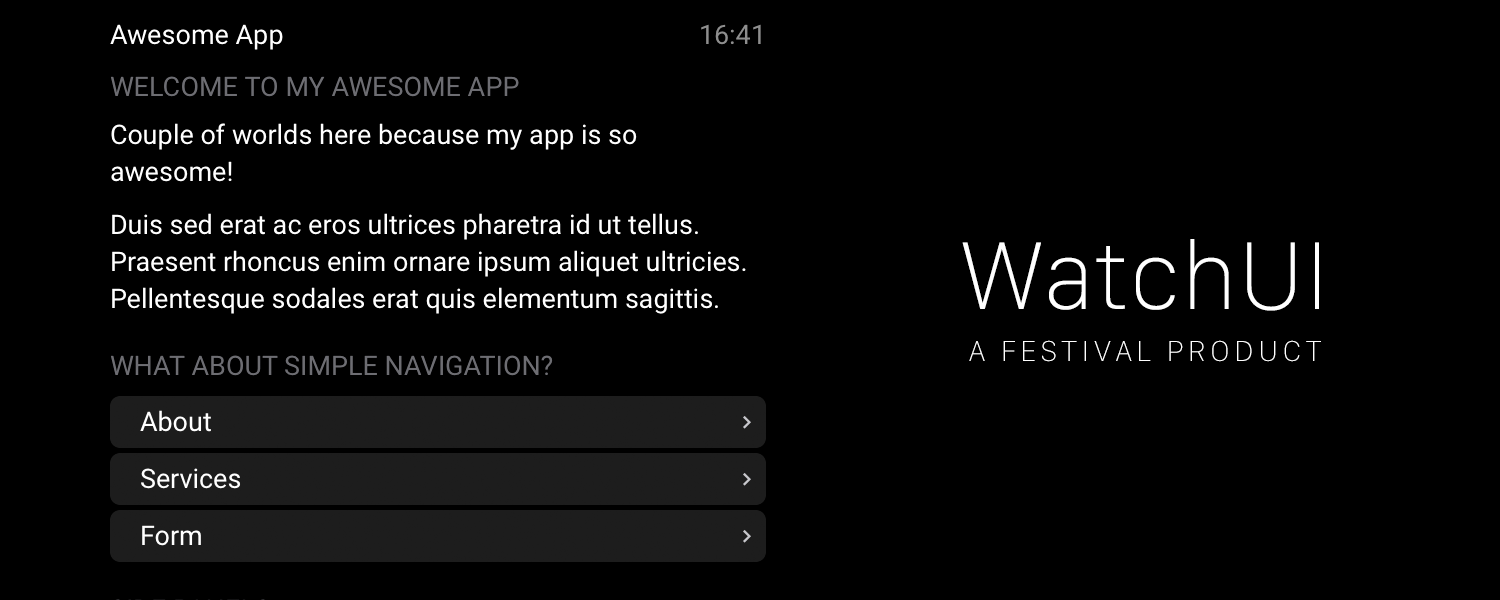 Awesome App
16:41
WELCOME TO MY AWESOME APP
Couple of worlds here because my app is so
awesome!
Duis sed erat ac eros ultrices pharetra id ut tellus.
Praesent rhoncus enim ornare ipsum aliquet ultricies.
Pellentesque sodales erat quis elementum sagittis.
WHAT ABOUT SIMPLE NAVIGATION?
About
Services
Form
WatchUI
A FESTIVAL PRODUCT